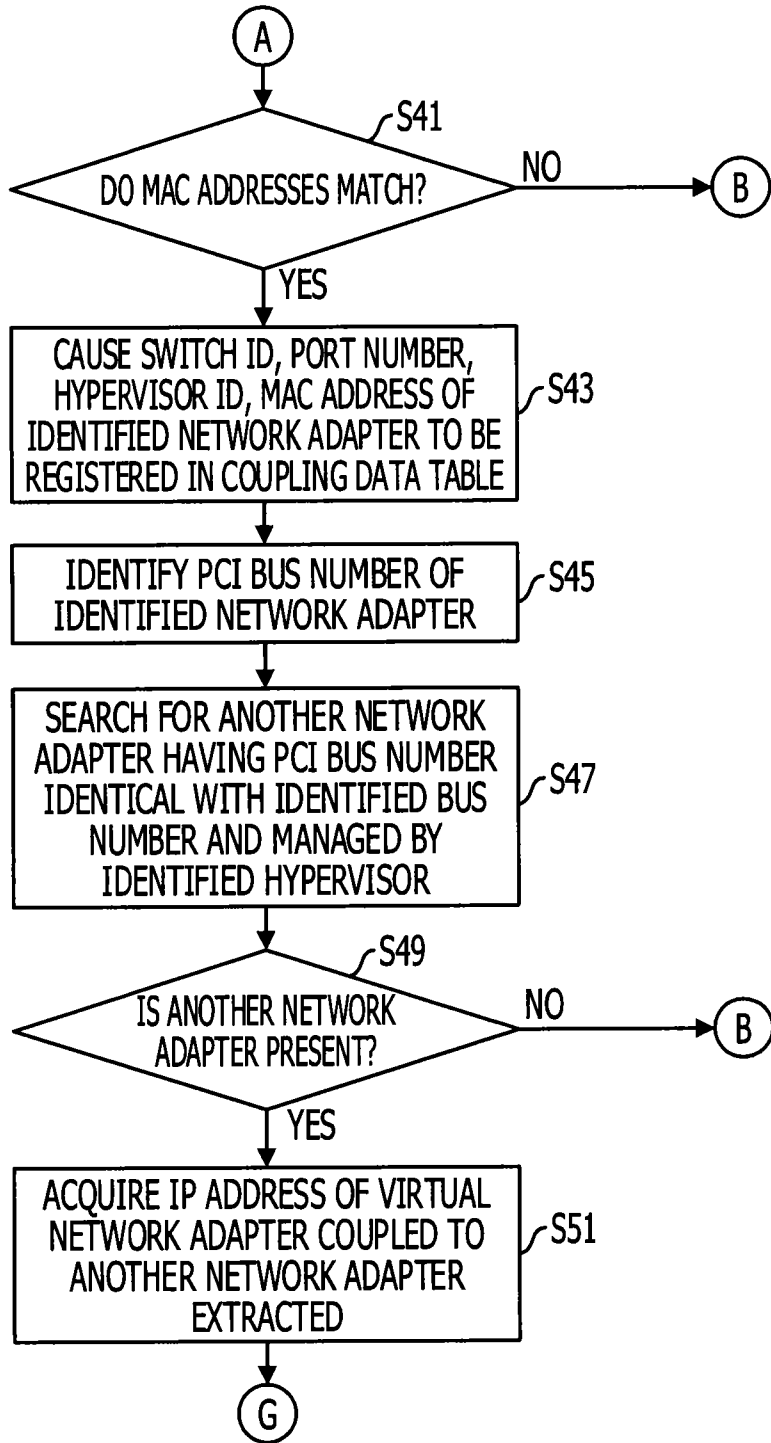 A
S41
DO MAC ADDRESSES MATCH?
NO
B
YES
CAUSE SWITCH ID, PORT NUMBER,
HYPERVISOR ID, MAC ADDRESS OF
IDENTIFIED NETWORK ADAPTER TO BE
REGISTERED IN COUPLING DATA TABLE
S43
IDENTIFY PCI BUS NUMBER OF
IDENTIFIED NETWORK ADAPTER
S45
SEARCH FOR ANOTHER NETWORK
ADAPTER HAVING PCI BUS NUMBER
IDENTICAL WITH IDENTIFIED BUS
NUMBER AND MANAGED BY
IDENTIFIED HYPERVISOR
S47
S49
IS ANOTHER NETWORK
ADAPTER PRESENT?
NO
B
YES
ACQUIRE IP ADDRESS OF VIRTUAL
NETWORK ADAPTER COUPLED TO
ANOTHER NETWORK ADAPTER
EXTRACTED
S51
G